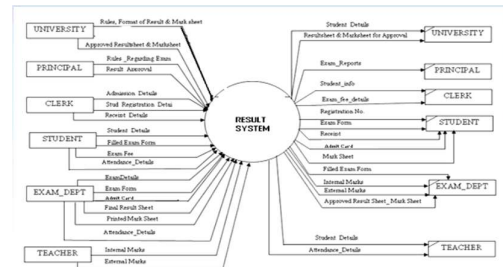 UNIVERSITY
Rules, Format of Result & Mark sheet
Approved Resultsheet & Marksheet
PRINCIPAL
Rules _Regarding Exam
Result Aooroval
CLERK
Admission Details
Stud Registration Detai
Receint Details
STUDENT
Student Details
Filled Exam Form
Exam Fee
Attendance_Details
EXAM_DEPT
ExamDetails
Exam Form
Admit Card
Final Result Sheet
Printed Mark Sheet
Attendance_Details
TEACHER
Internal Marks
External Marks
RESULT
SYSTEM
Student Details
Resultsheet & Marksheet for Approval
UNIVERSITY
Exam_Reports
PRINCIPAL
Student_info
Exam_fee_details
CLERK
Registration No.
Exam Form
Receint
STUDENT
Admit Card
Mark Sheet
Filled Exam Form
Internal Marks
External Marks
Approved Result Sheet_Mark Sheet
EXAM_DEPT
Student Details
Attendance_Details
TEACHER